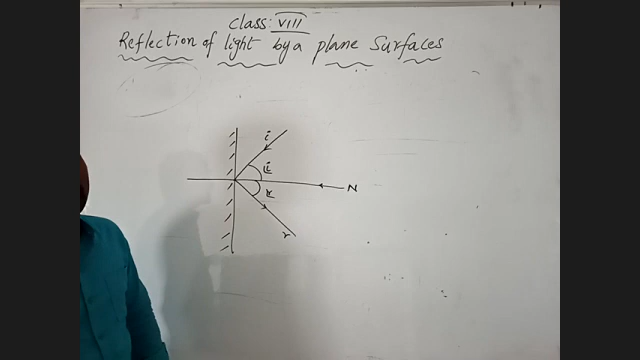 class: VIII
Reflection of light by a plane Surfaces
i
∠i
N
∠r
r